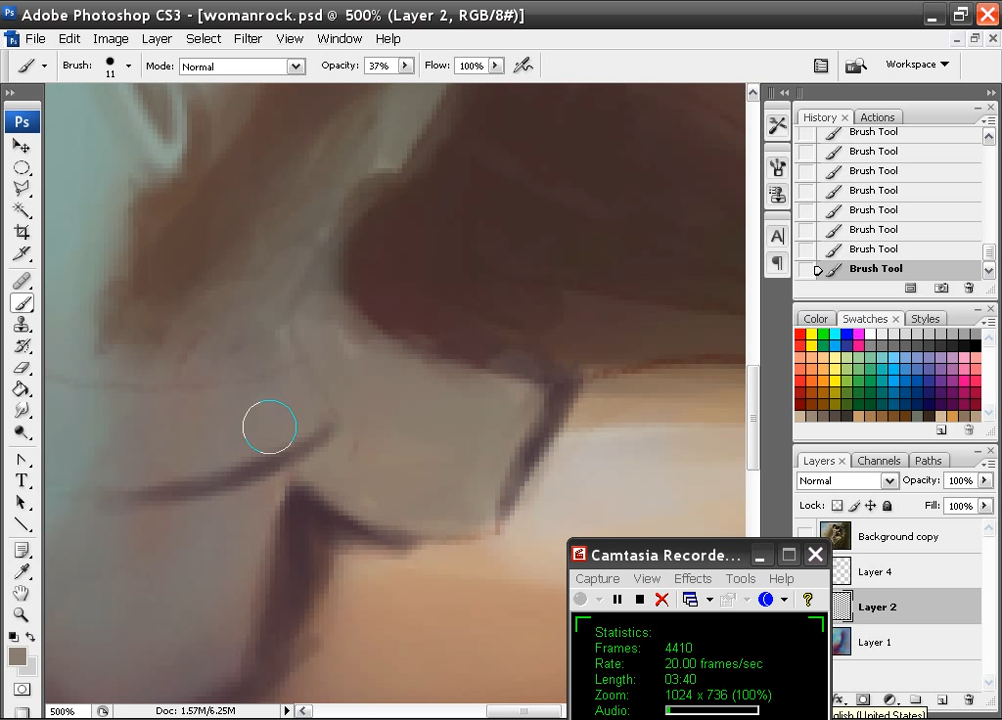 Ps Adobe Photoshop CS3 - [womanrock.psd @ 500% (Layer 2, RGB/8#)]
File Edit Image Layer Select Filter View Window Help
Brush: 11 Mode: Normal Opacity: 37% Flow: 100% Workspace
Ps
T
A
History Actions
Brush Tool
Brush Tool
Brush Tool
Brush Tool
Brush Tool
Brush Tool
Brush Tool
Brush Tool
Color Swatches Styles
Layers Channels Paths
Normal Opacity: 100%
Lock: Fill: 100%
Background copy
Layer 4
Layer 2
Layer 1
Camtasia Recorde...
Capture View Effects Tools Help
Statistics:
Frames: 4410
Rate: 20.00 frames/sec
Length: 03:40
Zoom: 1024 x 736 (100%)
Audio:
500% Doc: 1.57M/6.25M
glish (United States)